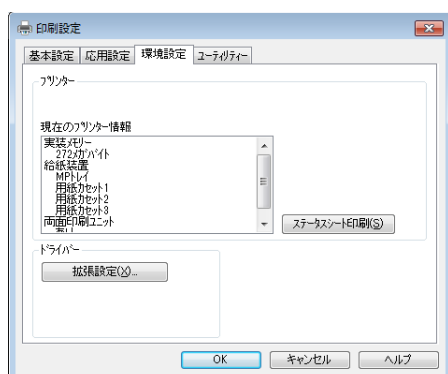 印刷設定
基本設定 応用設定 環境設定 ユーティリティー
プリンター
現在のプリンター情報
実装メモリー
272メガバイト
給紙装置
MPトレイ
用紙カセット1
用紙カセット2
用紙カセット3
両面印刷ユニット
ステータスシート印刷(S)
ドライバー
拡張設定(X)...
OK キャンセル ヘルプ